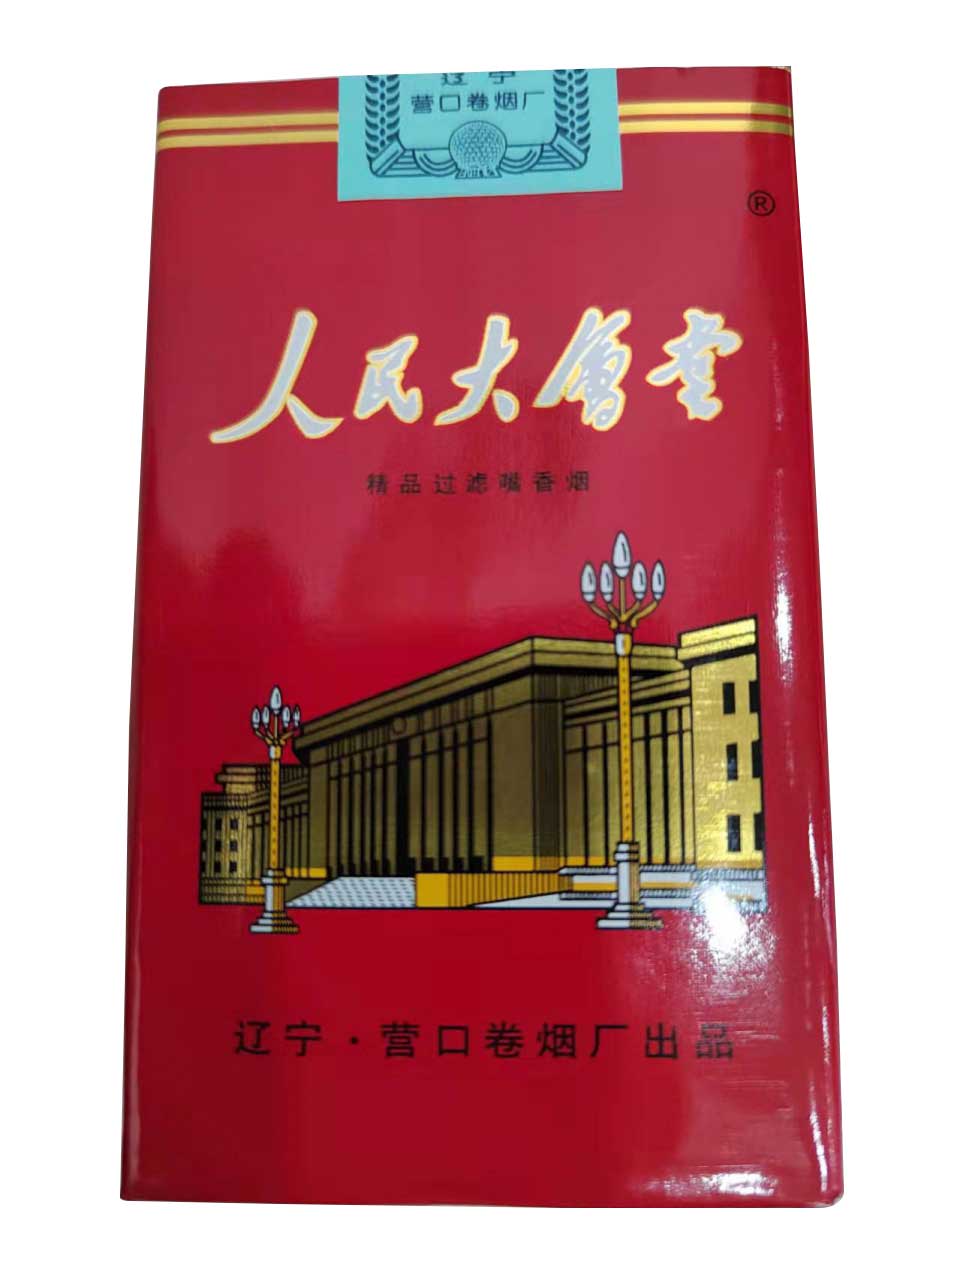 辽宁
营口卷烟厂
®
人民大會堂
精品过滤嘴香烟
辽宁·营口卷烟厂出品